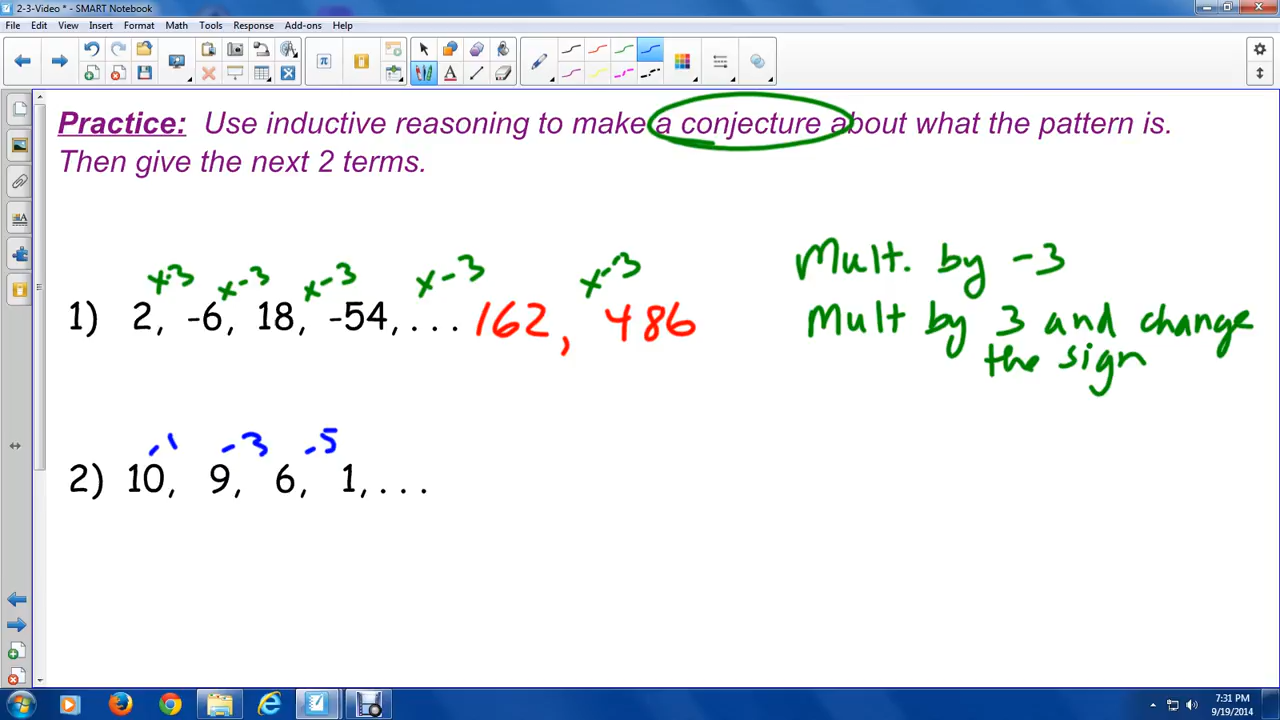 2-3-Video * - SMART Notebook
File Edit View Insert Format Math Tools Response Add-ons Help
Practice: Use inductive reasoning to make a conjecture about what the pattern is.
Then give the next 2 terms.
x-3 x-3 x-3 x-3 x-3
1) 2, -6, 18, -54, . . . 162, 486
Mult. by -3
Mult by 3 and change
the sign
-1 -3 -5
2) 10, 9, 6, 1, . . .
7:31 PM
9/19/2014